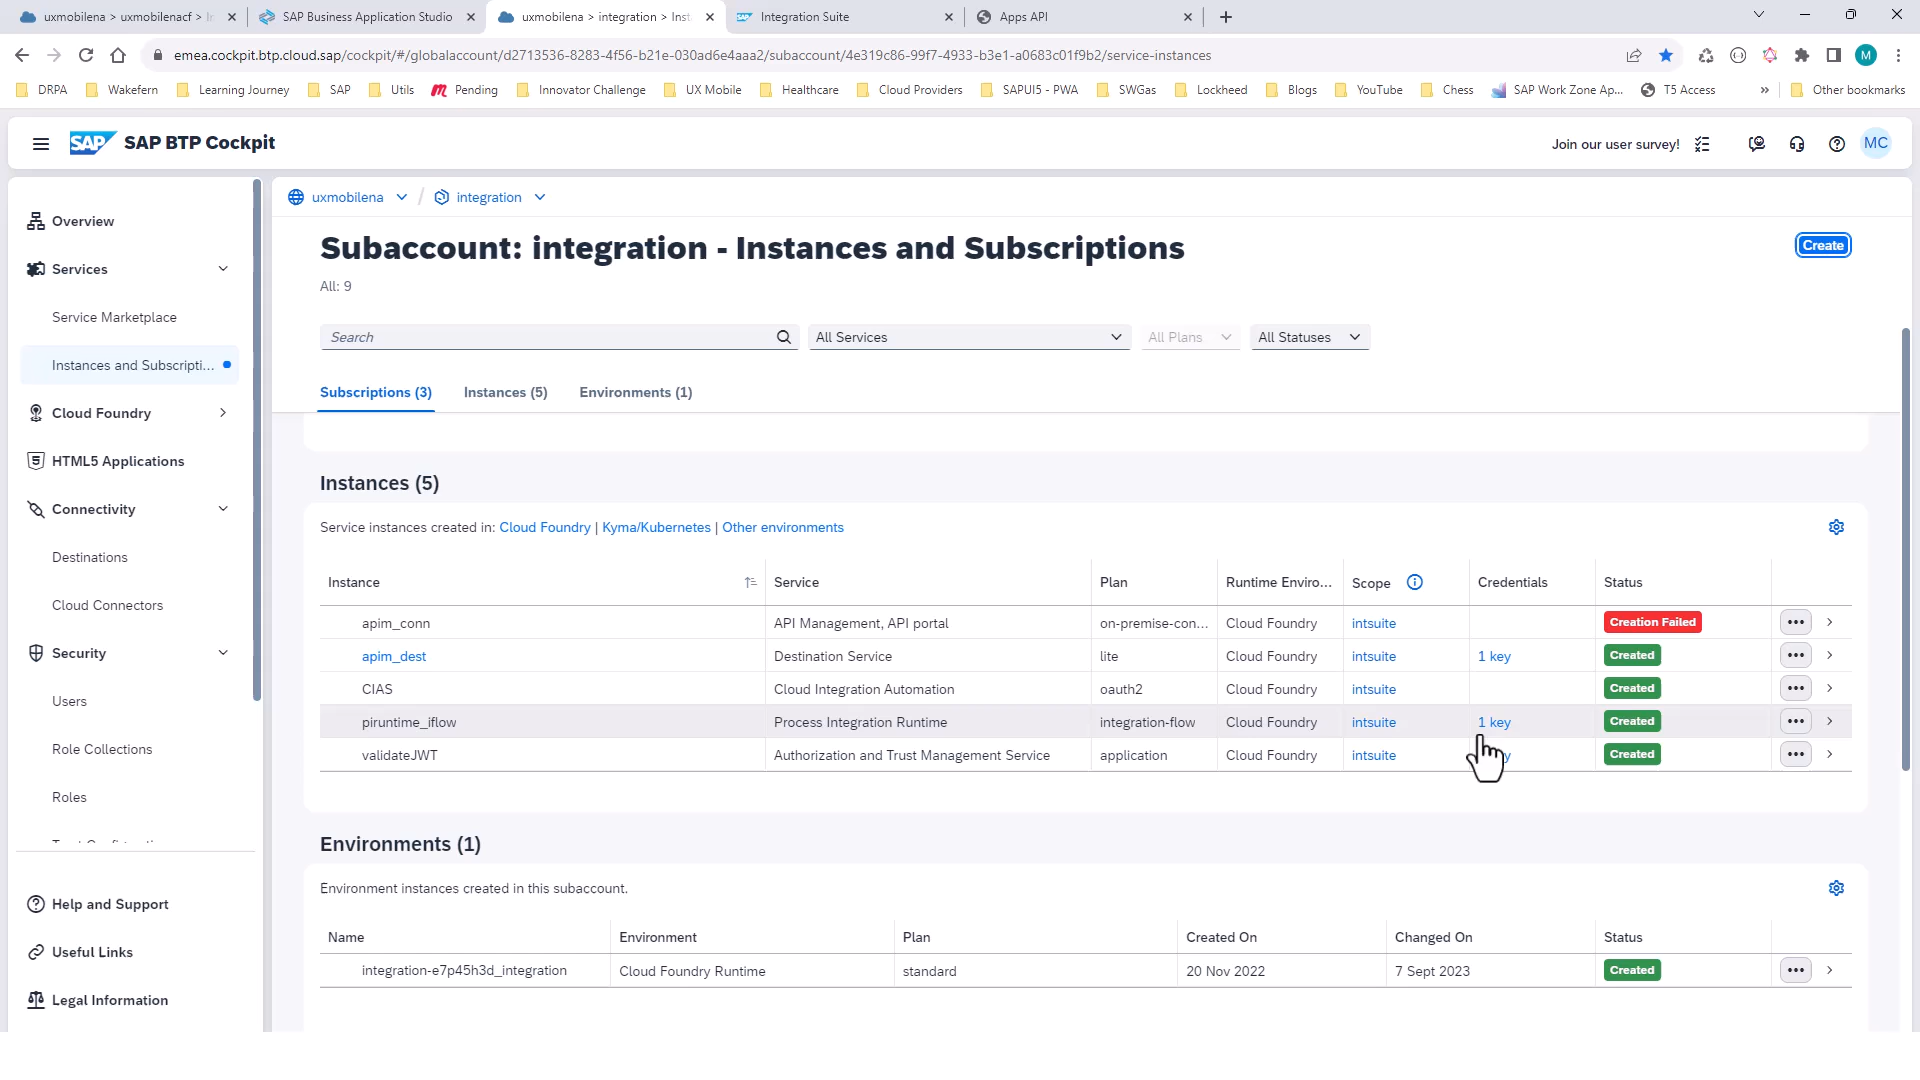 uxmobilena > uxmobilenacf > I
SAP Business Application Studio
uxmobilena > integration > Inst
Integration Suite
Apps API
emea.cockpit.btp.cloud.sap/cockpit/#/globalaccount/d2713536-8283-4f56-b21e-030ad6e4aaa2/subaccount/4e319c86-99f7-4933-b3e1-a0683c01f9b2/service-instances
M
DRPA Wakefern Learning Journey SAP Utils Pending Innovator Challenge UX Mobile Healthcare Cloud Providers SAPUI5 - PWA SWGas Lockheed Blogs YouTube Chess SAP Work Zone Ap... T5 Access » Other bookmarks
SAP SAP BTP Cockpit
Join our user survey!
MC
Overview
Services
Service Marketplace
Instances and Subscripti...
Cloud Foundry
HTML5 Applications
Connectivity
Destinations
Cloud Connectors
Security
Users
Role Collections
Roles
Help and Support
Useful Links
Legal Information
uxmobilena / integration
Subaccount: integration - Instances and Subscriptions
Create
All: 9
Search
All Services
All Plans
All Statuses
Subscriptions (3) Instances (5) Environments (1)
Instances (5)
Service instances created in: Cloud Foundry | Kyma/Kubernetes | Other environments
Instance Service Plan Runtime Enviro... Scope Credentials Status
apim_conn API Management, API portal on-premise-con... Cloud Foundry intsuite Creation Failed
apim_dest Destination Service lite Cloud Foundry intsuite 1 key Created
CIAS Cloud Integration Automation oauth2 Cloud Foundry intsuite Created
piruntime_iflow Process Integration Runtime integration-flow Cloud Foundry intsuite 1 key Created
validateJWT Authorization and Trust Management Service application Cloud Foundry intsuite Created
Environments (1)
Environment instances created in this subaccount.
Name Environment Plan Created On Changed On Status
integration-e7p45h3d_integration Cloud Foundry Runtime standard 20 Nov 2022 7 Sept 2023 Created